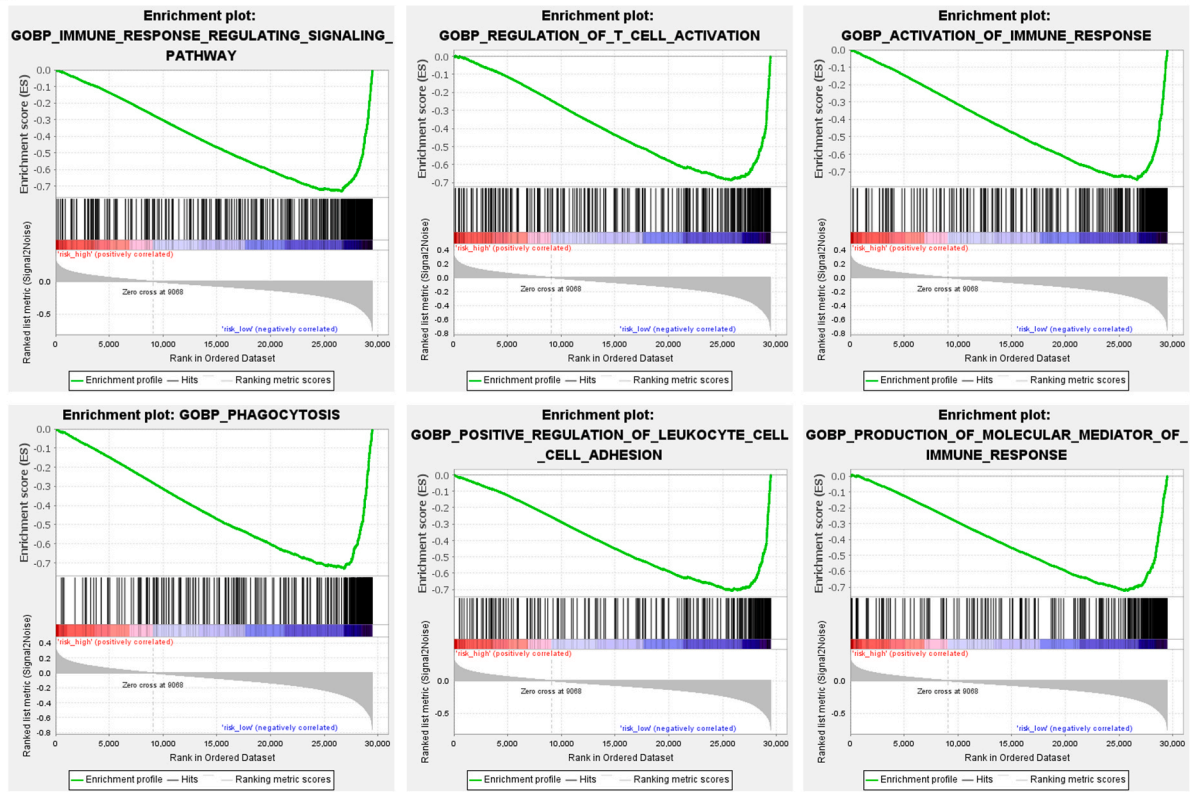 Enrichment plot:
GOBP_IMMUNE_RESPONSE_REGULATING_SIGNALING_
PATHWAY
Enrichment score (ES)
0.0
-0.1
-0.2
-0.3
-0.4
-0.5
-0.6
-0.7
'risk_high' (positively correlated)
Ranked list metric (Signal2Noise)
0.0
-0.5
Zero cross at 9068
'risk_low' (negatively correlated)
0 5,000 10,000 15,000 20,000 25,000 30,000
Rank in Ordered Dataset
Enrichment profile Hits Ranking metric scores
Enrichment plot:
GOBP_REGULATION_OF_T_CELL_ACTIVATION
Enrichment score (ES)
0.0
-0.1
-0.2
-0.3
-0.4
-0.5
-0.6
-0.7
'risk_high' (positively correlated)
Ranked list metric (Signal2Noise)
0.4
0.2
0.0
-0.2
-0.4
-0.6
-0.8
Zero cross at 9068
'risk_low' (negatively correlated)
0 5,000 10,000 15,000 20,000 25,000 30,000
Rank in Ordered Dataset
Enrichment profile Hits Ranking metric scores
Enrichment plot:
GOBP_ACTIVATION_OF_IMMUNE_RESPONSE
Enrichment score (ES)
0.0
-0.1
-0.2
-0.3
-0.4
-0.5
-0.6
-0.7
'risk_high' (positively correlated)
Ranked list metric (Signal2Noise)
0.4
0.2
0.0
-0.2
-0.4
-0.6
-0.8
Zero cross at 9068
'risk_low' (negatively correlated)
0 5,000 10,000 15,000 20,000 25,000 30,000
Rank in Ordered Dataset
Enrichment profile Hits Ranking metric scores
Enrichment plot: GOBP_PHAGOCYTOSIS
Enrichment score (ES)
0.0
-0.1
-0.2
-0.3
-0.4
-0.5
-0.6
-0.7
'risk_high' (positively correlated)
Ranked list metric (Signal2Noise)
0.4
0.2
0.0
-0.2
-0.4
-0.6
-0.8
Zero cross at 9068
'risk_low' (negatively correlated)
0 5,000 10,000 15,000 20,000 25,000 30,000
Rank in Ordered Dataset
Enrichment profile Hits Ranking metric scores
Enrichment plot:
GOBP_POSITIVE_REGULATION_OF_LEUKOCYTE_CELL
_CELL_ADHESION
Enrichment score (ES)
0.0
-0.1
-0.2
-0.3
-0.4
-0.5
-0.6
-0.7
'risk_high' (positively correlated)
Ranked list metric (Signal2Noise)
0.0
-0.5
Zero cross at 9068
'risk_low' (negatively correlated)
0 5,000 10,000 15,000 20,000 25,000 30,000
Rank in Ordered Dataset
Enrichment profile Hits Ranking metric scores
Enrichment plot:
GOBP_PRODUCTION_OF_MOLECULAR_MEDIATOR_OF_
IMMUNE_RESPONSE
Enrichment score (ES)
0.0
-0.1
-0.2
-0.3
-0.4
-0.5
-0.6
-0.7
'risk_high' (positively correlated)
Ranked list metric (Signal2Noise)
0.0
-0.5
Zero cross at 9068
'risk_low' (negatively correlated)
0 5,000 10,000 15,000 20,000 25,000 30,000
Rank in Ordered Dataset
Enrichment profile Hits Ranking metric scores